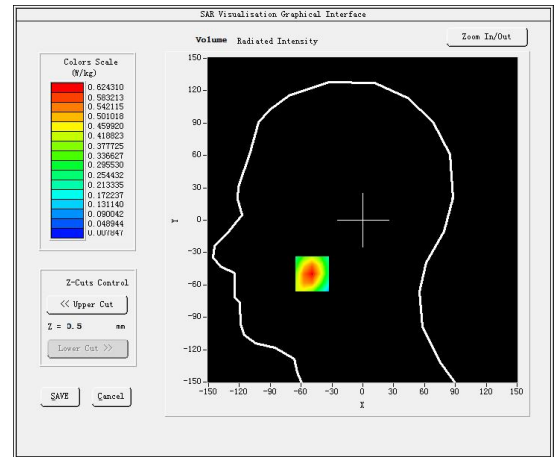 SAR Visualisation Graphical Interface
Volume Radiated Intensity
Zoom In/Out
Colors Scale
(W/kg)
0.624310
0.583213
0.542115
0.501018
0.459920
0.418823
0.377725
0.336627
0.295530
0.254432
0.213335
0.172237
0.131140
0.090042
0.048944
0.007847
Z-Cuts Control
<< Upper Cut
Z = 3.5 mm
Lower Cut >>
SAVE
Cancel
150
120
90
60
30
0
-30
-60
-90
-120
-150
Y
-150 -120 -90 -60 -30 0 30 60 90 120 150
X